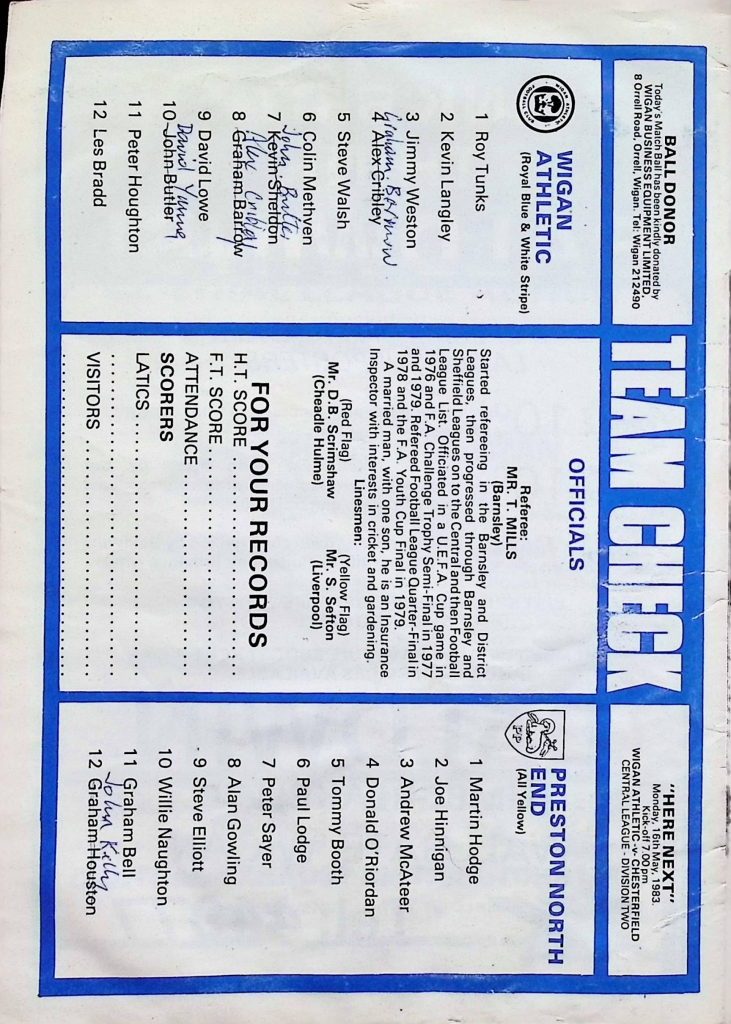 BALL DONOR
Today's Match Ball has been kindly donated by
WIGAN BUSINESS EQUIPMENT LIMITED,
8 Orrell Road, Orrell, Wigan. Tel: Wigan 212490
TEAM CHECK
"HERE NEXT"
Monday, 16th May, 1983.
Kick-off 7.00 pm
WIGAN ATHLETIC -v- CHESTERFIELD
CENTRAL LEAGUE - DIVISION TWO
WIGAN
ATHLETIC
(Royal Blue & White Stripe)
1 Roy Tunks
2 Kevin Langley
3 Jimmy Weston
Graham Barrow
4 Alex Cribley
5 Steve Walsh
6 Colin Methven
John Butler
7 Kevin Sheldon
Alex Cribley
8 Graham Barrow
9 David Lowe
David Young
10 John Butler
11 Peter Houghton
12 Les Bradd
OFFICIALS
Referee:
MR. T. MILLS
(Barnsley)
Started refereeing in the Barnsley and District
Leagues, then progressed through Barnsley and
Sheffield Leagues on to the Central and then Football
League List. Officiated in a U.E.F.A. Cup game in
1976 and F.A. Challenge Trophy Semi-Final in 1977
and 1979. Refereed Football League Quarter-Final in
1978 and the F.A. Youth Cup Final in 1979.
A married man, with one son, he is an Insurance
Inspector with interests in cricket and gardening.
Linesmen:
(Red Flag) (Yellow Flag)
Mr. D.B. Scrimshaw Mr. S. Sefton
(Cheadle Hulme) (Liverpool)
FOR YOUR RECORDS
H.T. SCORE
F.T. SCORE
ATTENDANCE
SCORERS
LATICS
VISITORS
PRESTON NORTH
END
(All Yellow)
1 Martin Hodge
2 Joe Hinnigan
3 Andrew McAteer
4 Donald O'Riordan
5 Tommy Booth
6 Paul Lodge
7 Peter Sayer
8 Alan Gowling
9 Steve Elliott
10 Willie Naughton
11 Graham Bell
John Kelly
12 Graham Houston